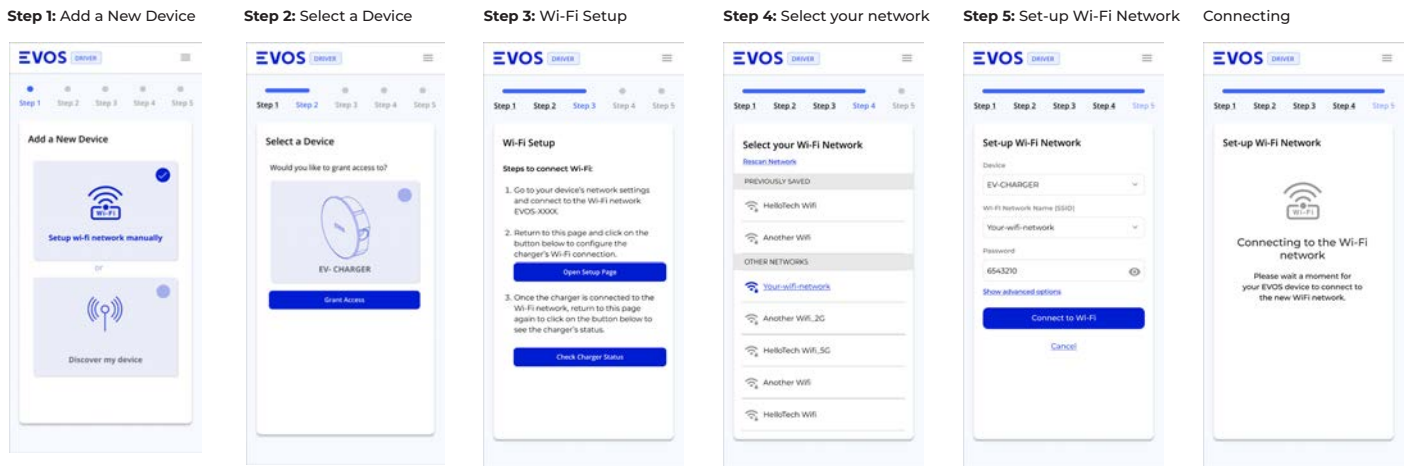 Step 1: Add a New Device
EVOS DRIVER
Step 1 Step 2 Step 3 Step 4 Step 5
Add a New Device
Wi-Fi
Setup wi-fi network manually
or
Discover my device
Step 2: Select a Device
EVOS DRIVER
Step 1 Step 2 Step 3 Step 4 Step 5
Select a Device
Would you like to grant access to?
EV- CHARGER
Grant Access
Step 3: Wi-Fi Setup
EVOS DRIVER
Step 1 Step 2 Step 3 Step 4 Step 5
Wi-Fi Setup
Steps to connect Wi-Fi:
1. Go to your device's network settings
and connect to the Wi-Fi network
EVOS-XXXX.
2. Return to this page and click on the
button below to configure the
charger's Wi-Fi connection.
Open Setup Page
3. Once the charger is connected to the
Wi-Fi network, return to this page
again to click on the button below to
see the charger's status.
Check Charger Status
Step 4: Select your network
EVOS DRIVER
Step 1 Step 2 Step 3 Step 4 Step 5
Select your Wi-Fi Network
Rescan Network
PREVIOUSLY SAVED
HelloTech Wifi
Another Wifi
OTHER NETWORKS
Your-wifi-network
Another Wifi_2G
HelloTech Wifi_5G
Another Wifi
HelloTech Wifi
Step 5: Set-up Wi-Fi Network
EVOS DRIVER
Step 1 Step 2 Step 3 Step 4 Step 5
Set-up Wi-Fi Network
Device
EV-CHARGER
Wi-Fi Network Name (SSID)
Your-wifi-network
Password
6543210
Show advanced options
Connect to Wi-Fi
Cancel
Connecting
EVOS DRIVER
Step 1 Step 2 Step 3 Step 4 Step 5
Set-up Wi-Fi Network
Wi-Fi
Connecting to the Wi-Fi
network
Please wait a moment for
your EVOS device to connect to
the new WiFi network.